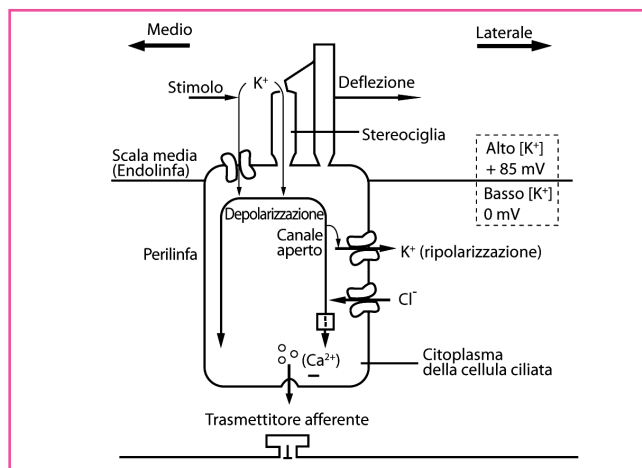 Medio
Laterale
Stimolo
K⁺
Deflezione
Stereociglia
Scala media
(Endolinfa)
Alto [K⁺]
+ 85 mV
Basso [K⁺]
0 mV
Depolarizzazione
Canale
aperto
Perilinfa
K⁺ (ripolarizzazione)
Cl⁻
(Ca²⁺)
Citoplasma
della cellula ciliata
Trasmettitore afferente